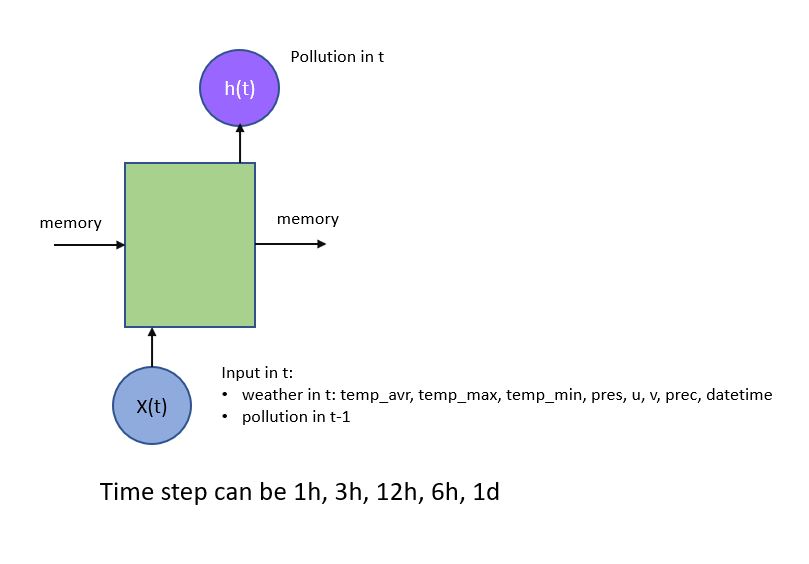 Pollution in t
h(t)
memory
memory
X(t)
Input in t:
• weather in t: temp_avr, temp_max, temp_min, pres, u, v, prec, datetime
• pollution in t-1
Time step can be 1h, 3h, 12h, 6h, 1d